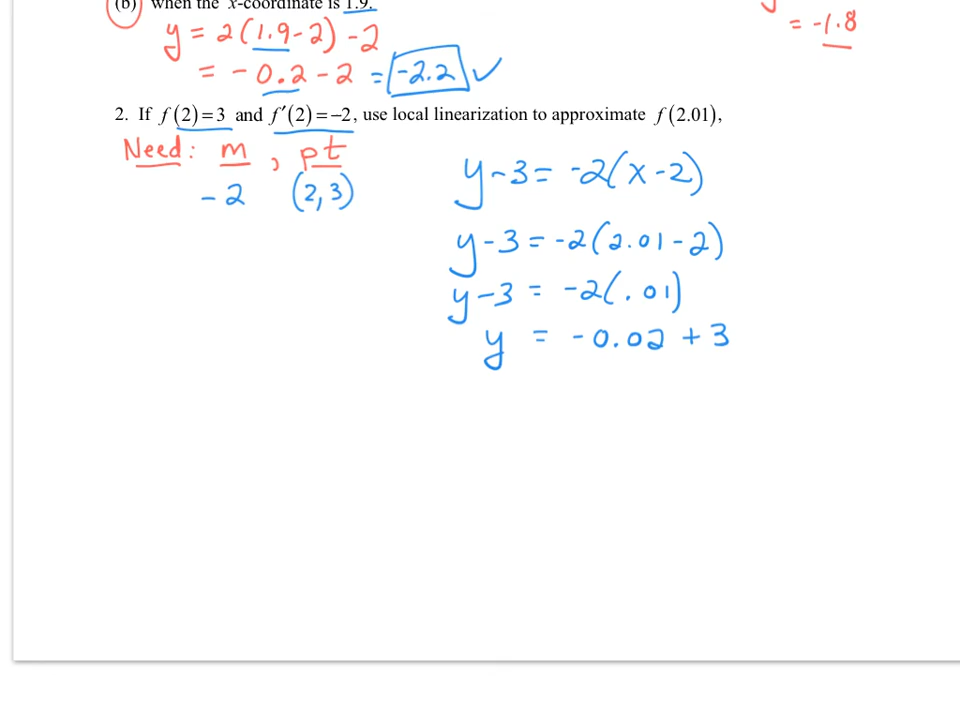 (b) when the x-coordinate is 1.9.
y = 2(1.9-2) -2
= -0.2 -2 = -2.2 ✓
= -1.8
2. If f(2)=3 and f′(2)=−2, use local linearization to approximate f(2.01),
Need: m , pt
-2 (2,3)
y-3 = -2(x-2)
y-3 = -2(2.01-2)
y-3 = -2(.01)
y = -0.02 + 3